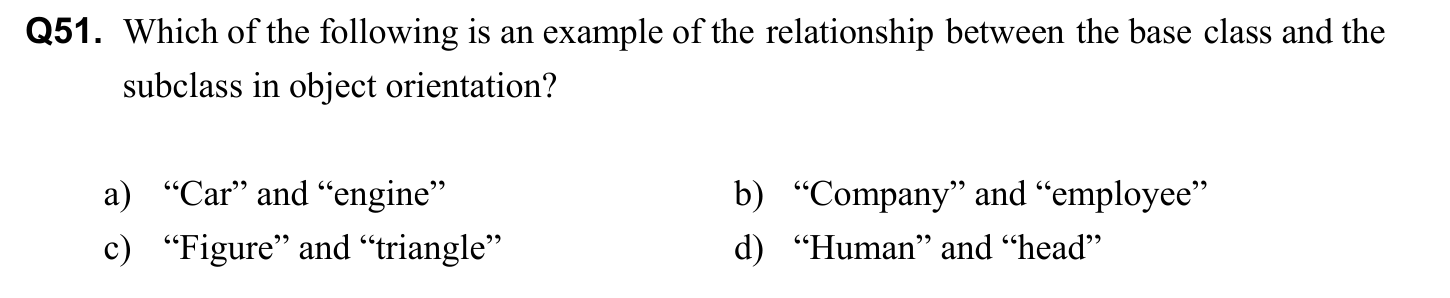 Q51. Which of the following is an example of the relationship between the base class and the
subclass in object orientation?
a) “Car” and “engine”
b) “Company” and “employee”
c) “Figure” and “triangle”
d) “Human” and “head”